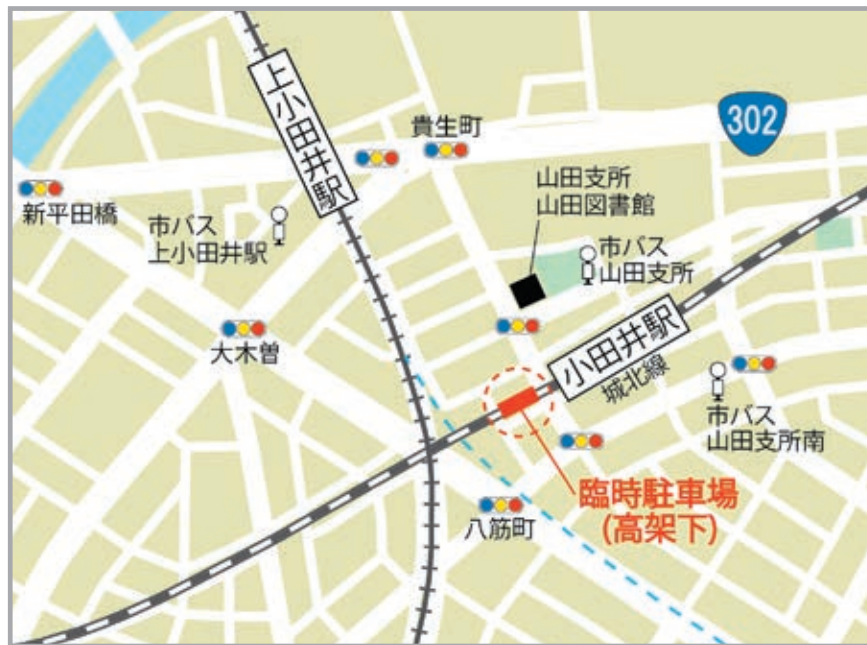 302
貴生町
上小田井駅
新平田橋
市バス
上小田井駅
山田支所
山田図書館
市バス
山田支所
大木曽
小田井駅
城北線
市バス
山田支所南
臨時駐車場
(高架下)
八筋町